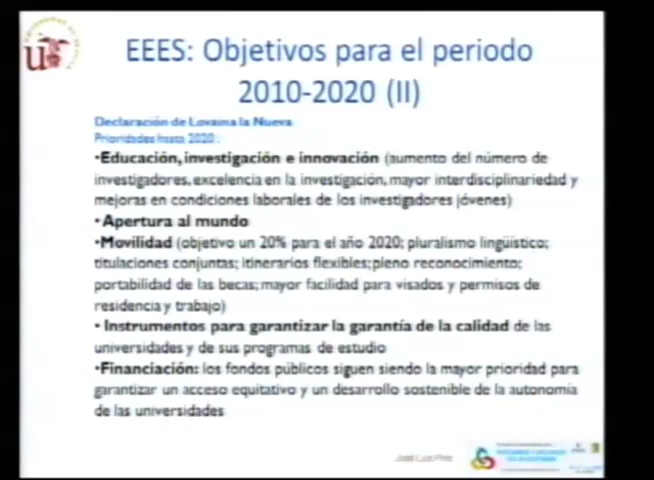 EEES: Objetivos para el periodo
2010-2020 (II)
Declaración de Lovaina la Nueva
Prioridades hasta 2020 :
•Educación, investigación e innovación (aumento del número de
investigadores, excelencia en la investigación, mayor interdisciplinariedad y
mejoras en condiciones laborales de los investigadores jóvenes)
• Apertura al mundo
•Movilidad (objetivo un 20% para el año 2020; pluralismo lingüístico;
titulaciones conjuntas; itinerarios flexibles; pleno reconocimiento;
portabilidad de las becas; mayor facilidad para visados y permisos de
residencia y trabajo)
• Instrumentos para garantizar la garantía de la calidad de las
universidades y de sus programas de estudio
•Financiación: los fondos públicos siguen siendo la mayor prioridad para
garantizar un acceso equitativo y un desarrollo sostenible de la autonomía
de las universidades